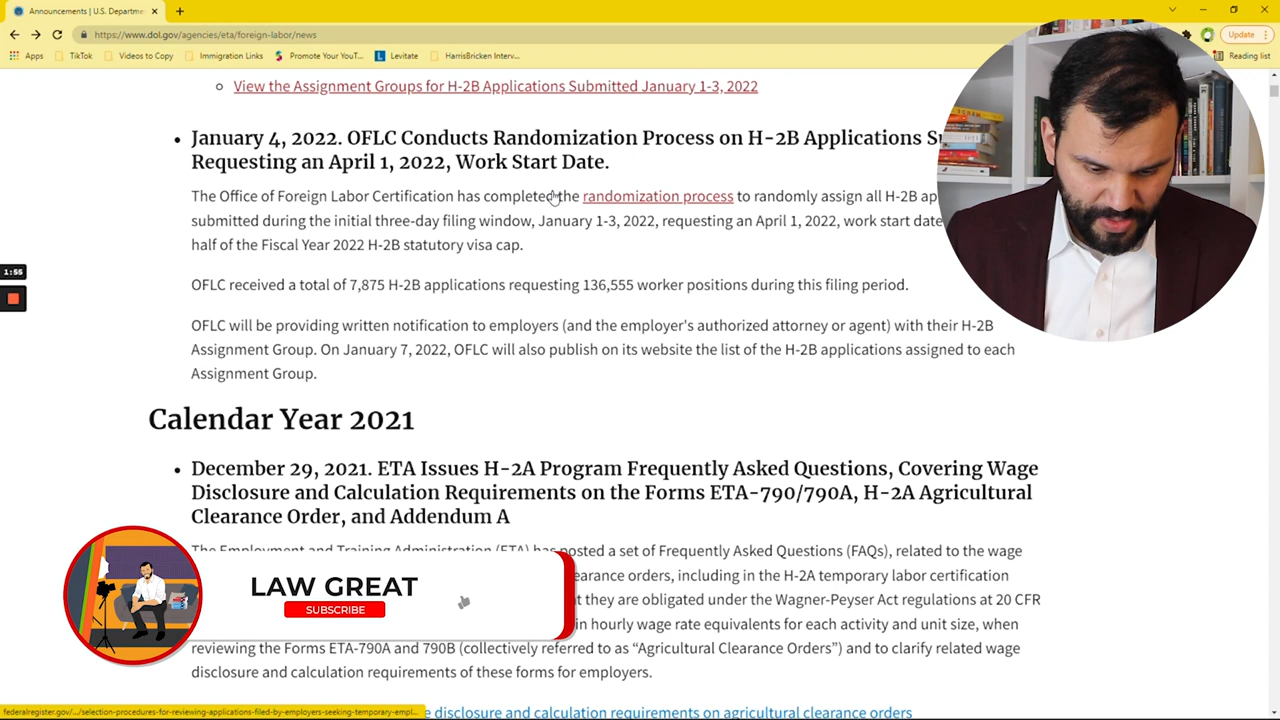 Announcements | U.S. Departme
https://www.dol.gov/agencies/eta/foreign-labor/news
Update
Apps
TikTok
Videos to Copy
Immigration Links
Promote Your YouT...
Levitate
HarrisBricken Interv...
Reading list
View the Assignment Groups for H-2B Applications Submitted January 1-3, 2022
January 4, 2022. OFLC Conducts Randomization Process on H-2B Applications
Requesting an April 1, 2022, Work Start Date.
The Office of Foreign Labor Certification has completed the randomization process to randomly assign all H-2B
submitted during the initial three-day filing window, January 1-3, 2022, requesting an April 1, 2022, work start date
half of the Fiscal Year 2022 H-2B statutory visa cap.
OFLC received a total of 7,875 H-2B applications requesting 136,555 worker positions during this filing period.
1:55
OFLC will be providing written notification to employers (and the employer's authorized attorney or agent) with their H-2B
Assignment Group. On January 7, 2022, OFLC will also publish on its website the list of the H-2B applications assigned to each
Assignment Group.
Calendar Year 2021
December 29, 2021. ETA Issues H-2A Program Frequently Asked Questions, Covering Wage
Disclosure and Calculation Requirements on the Forms ETA-790/790A, H-2A Agricultural
Clearance Order, and Addendum A
The Employment and Training Administration (ETA) has posted a set of Frequently Asked Questions (FAQs), related to the wage
earance orders, including in the H-2A temporary labor certification
they are obligated under the Wagner-Peyser Act regulations at 20 CFR
in hourly wage rate equivalents for each activity and unit size, when
reviewing the Forms ETA-790A and 790B (collectively referred to as “Agricultural Clearance Orders”) and to clarify related wage
disclosure and calculation requirements of these forms for employers.
LAW GREAT
SUBSCRIBE
federalregister.gov/.../selection-procedures-for-reviewing-applications-filed-by-employers-seeking-temporary-empl...
disclosure and calculation requirements on agricultural clearance orders